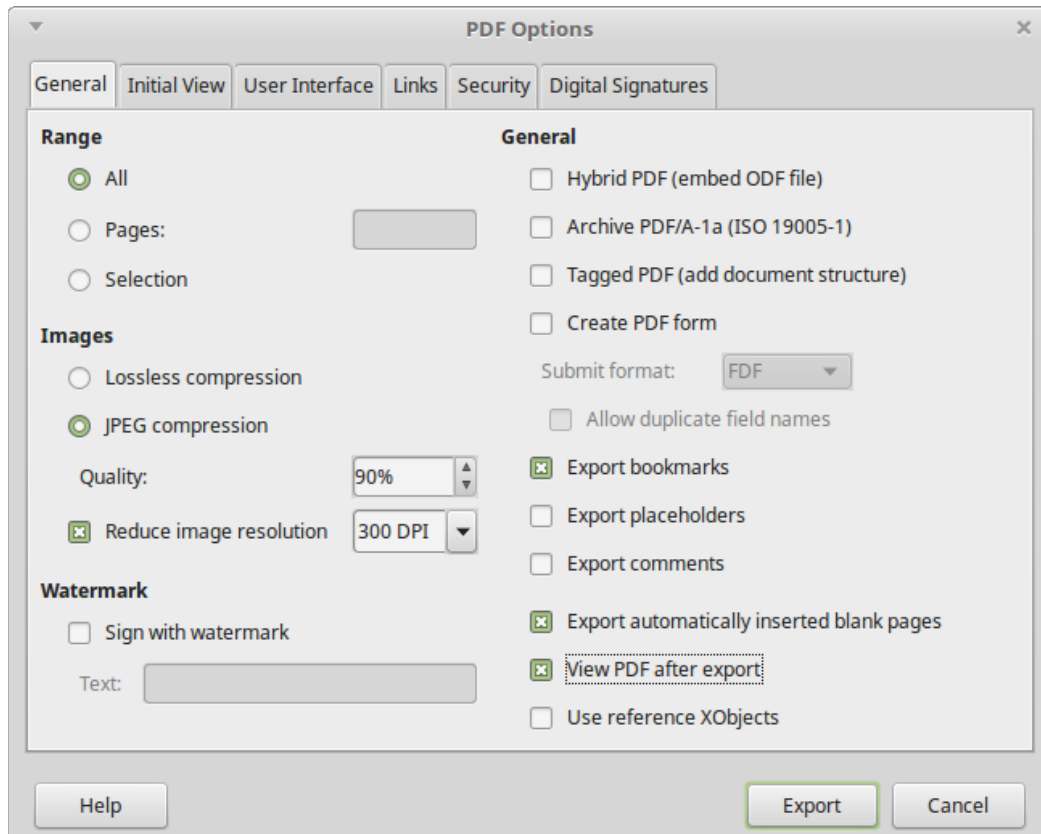 PDF Options
General
Initial View
User Interface
Links
Security
Digital Signatures
Range
All
Pages:
Selection
Images
Lossless compression
JPEG compression
Quality:
90%
Reduce image resolution
300 DPI
Watermark
Sign with watermark
Text:
General
Hybrid PDF (embed ODF file)
Archive PDF/A-1a (ISO 19005-1)
Tagged PDF (add document structure)
Create PDF form
Submit format:
FDF
Allow duplicate field names
Export bookmarks
Export placeholders
Export comments
Export automatically inserted blank pages
View PDF after export
Use reference XObjects
Help
Export
Cancel